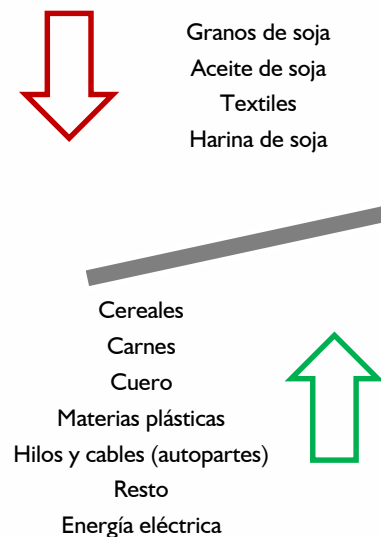 Granos de soja
Aceite de soja
Textiles
Harina de soja
Cereales
Carnes
Cuero
Materias plásticas
Hilos y cables (autopartes)
Resto
Energía eléctrica